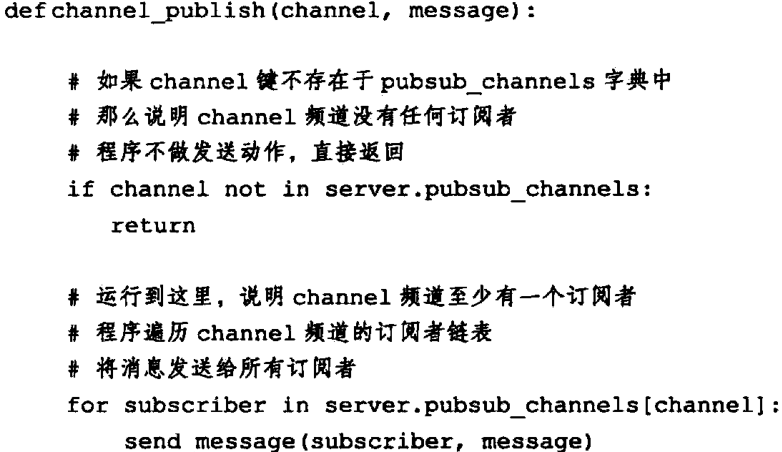 def channel_publish(channel, message):
# 如果 channel 键不存在于 pubsub_channels 字典中
# 那么说明 channel 频道没有任何订阅者
# 程序不做发送动作，直接返回
if channel not in server.pubsub_channels:
return
# 运行到这里，说明 channel 频道至少有一个订阅者
# 程序遍历 channel 频道的订阅者链表
# 将消息发送给所有订阅者
for subscriber in server.pubsub_channels[channel]:
send message(subscriber, message)